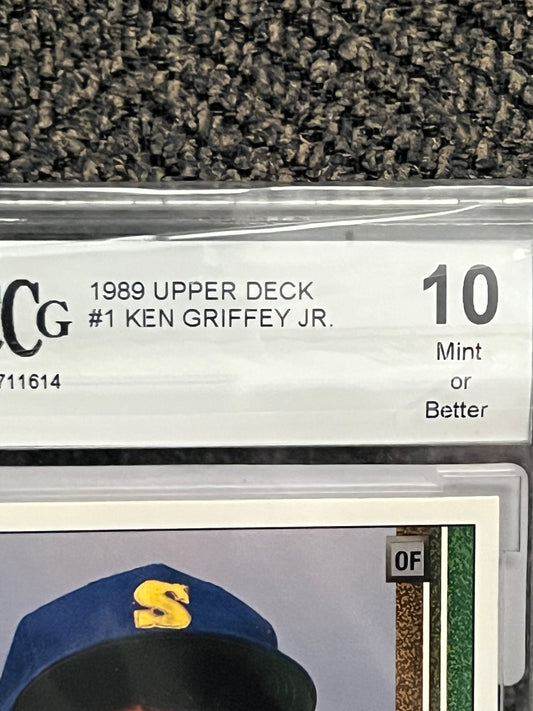 CG
1989 UPPER DECK
#1 KEN GRIFFEY JR.
711614
10
Mint
or
Better
OF
S